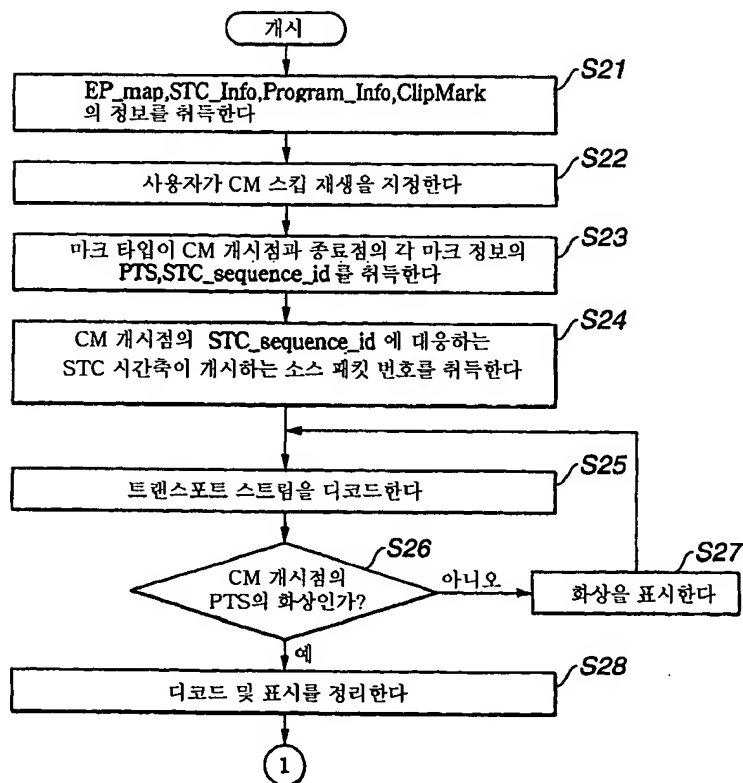 개시
S21
EP_map,STC_Info,Program_Info,ClipMark
의 정보를 취득한다
S22
사용자가 CM 스킵 재생을 지정한다
S23
마크 타입이 CM 개시점과 종료점의 각 마크 정보의
PTS,STC_sequence_id를 취득한다
S24
CM 개시점의 STC_sequence_id 에 대응하는
STC 시간축이 개시하는 소스 패킷 번호를 취득한다
S25
트랜스포트 스트림을 디코드한다
S26
CM 개시점의
PTS의 화상인가?
아니오
S27
화상을 표시한다
예
S28
디코드 및 표시를 정리한다
1